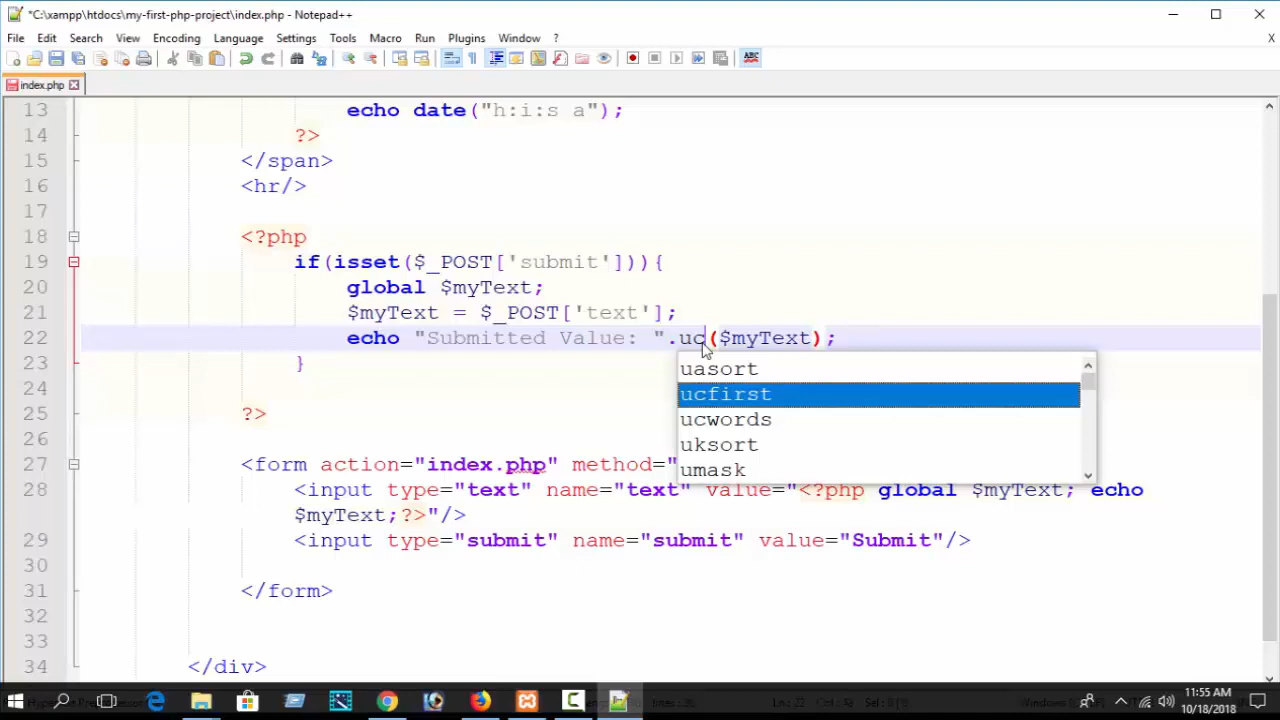 *C:\xampp\htdocs\my-first-php-project\index.php - Notepad++
File Edit Search View Encoding Language Settings Tools Macro Run Plugins Window ? X
index.php
13 echo date("h:i:s a");
14 ?>
15 </span>
16 <hr/>
17
18 <?php
19 if(isset($_POST['submit'])){
20 global $myText;
21 $myText = $_POST['text'];
22 echo "Submitted Value: ".uc($myText);
23 }
24
25 ?>
26
27 <form action="index.php" method="
28 <input type="text" name="text" value="<?php global $myText; echo
$myText;?>"/>
29 <input type="submit" name="submit" value="Submit"/>
30
31 </form>
32
33
34 </div>
uasort
ucfirst
ucwords
uksort
umask
11:55 AM
10/18/2018